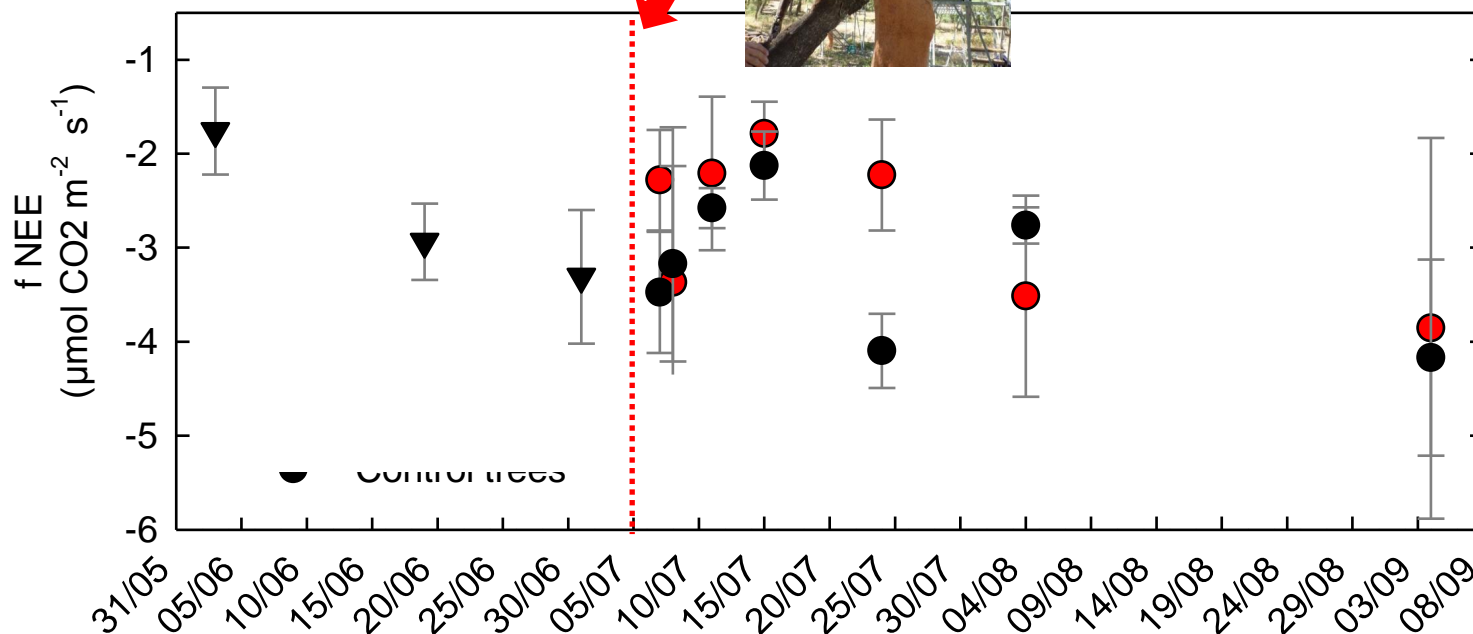 -1
-2
-3
-4
-5
-6
f NEE
(µmol CO2 m⁻² s⁻¹)
Control trees
31/05 05/06 10/06 15/06 20/06 25/06 30/06 05/07 10/07 15/07 20/07 25/07 30/07 04/08 09/08 14/08 19/08 24/08 29/08 03/09 08/09